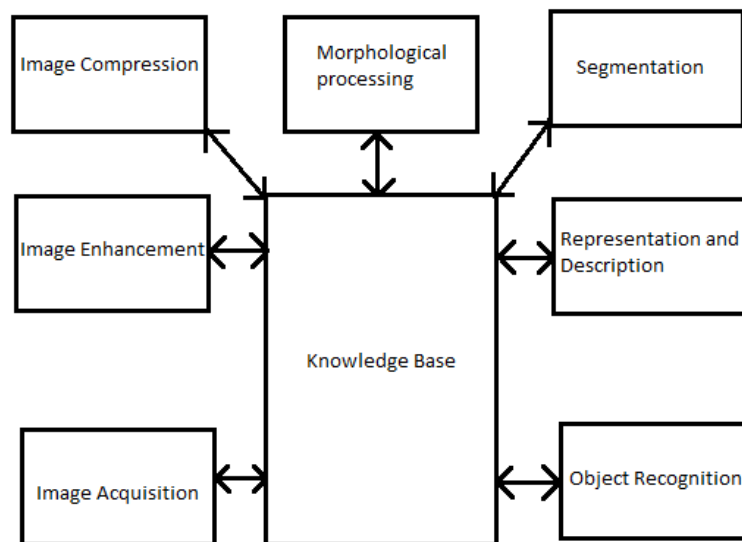 Image Compression
Morphological
processing
Segmentation
Image Enhancement
Representation and
Description
Knowledge Base
Image Acquisition
Object Recognition